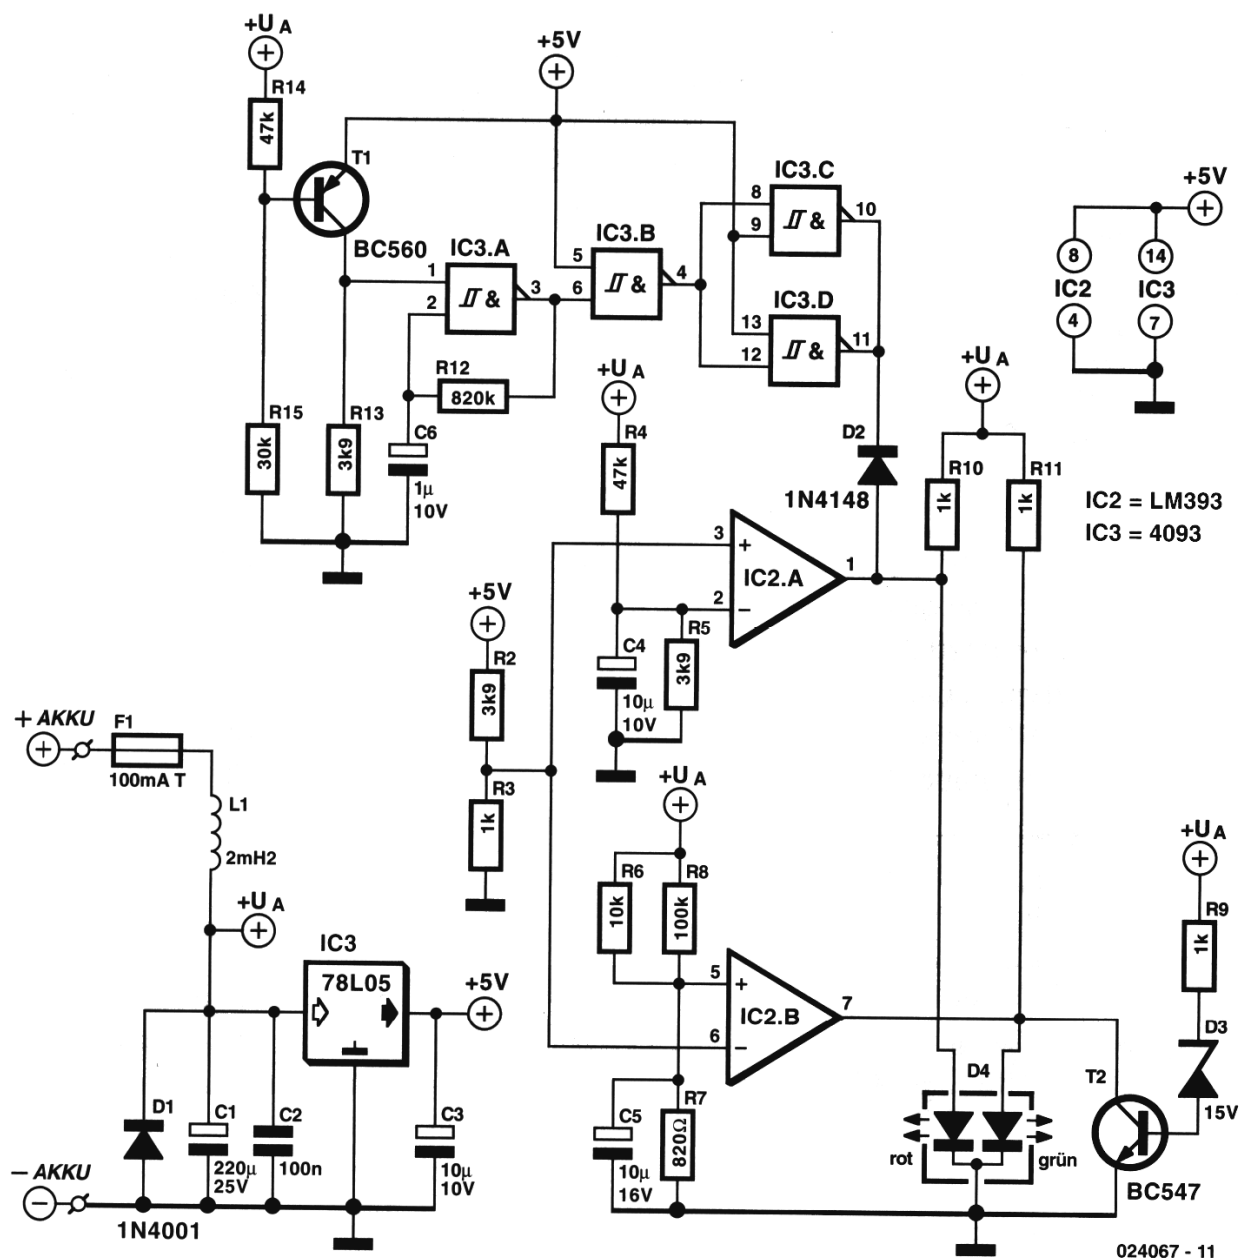 +U A
R14
47k
T1
BC560
+5V
IC3.A
1
2
3
&
IC3.B
5
6
4
&
IC3.C
8
9
10
&
IC3.D
13
12
11
&
+5V
8
14
IC2
IC3
4
7
R15
30k
R13
3k9
R12
820k
C6
1µ
10V
+U A
R4
47k
D2
1N4148
+U A
R10
1k
R11
1k
IC2 = LM393
IC3 = 4093
3
+
IC2.A
1
2
−
R5
3k9
C4
10µ
10V
+5V
R2
3k9
R3
1k
+ AKKU
F1
100mA T
L1
2mH2
+U A
IC3
78L05
+5V
D1
1N4001
C1
220µ
25V
C2
100n
C3
10µ
10V
− AKKU
+U A
R6
10k
R8
100k
5
+
IC2.B
7
6
−
C5
10µ
16V
R7
820Ω
D4
rot
grün
T2
BC547
+U A
R9
1k
D3
15V
024067 - 11